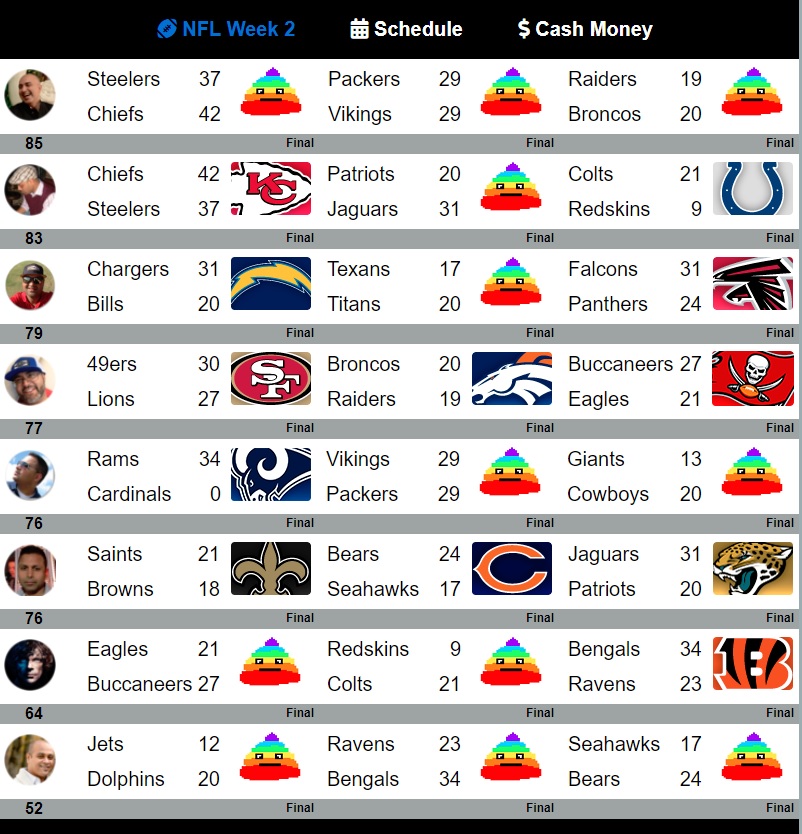 NFL Week 2 Schedule Cash Money
Steelers 37 Packers 29 Raiders 19
Chiefs 42 Vikings 29 Broncos 20
85 Final Final Final
Chiefs 42 KC Patriots 20 Colts 21
Steelers 37 Jaguars 31 Redskins 9
83 Final Final Final
Chargers 31 Texans 17 Falcons 31
Bills 20 Titans 20 Panthers 24
79 Final Final Final
49ers 30 SF Broncos 20 Buccaneers 27
Lions 27 Raiders 19 Eagles 21
77 Final Final Final
Rams 34 Vikings 29 Giants 13
Cardinals 0 Packers 29 Cowboys 20
76 Final Final Final
Saints 21 Bears 24 C Jaguars 31
Browns 18 Seahawks 17 Patriots 20
76 Final Final Final
Eagles 21 Redskins 9 Bengals 34 B
Buccaneers 27 Colts 21 Ravens 23
64 Final Final Final
Jets 12 Ravens 23 Seahawks 17
Dolphins 20 Bengals 34 Bears 24
52 Final Final Final